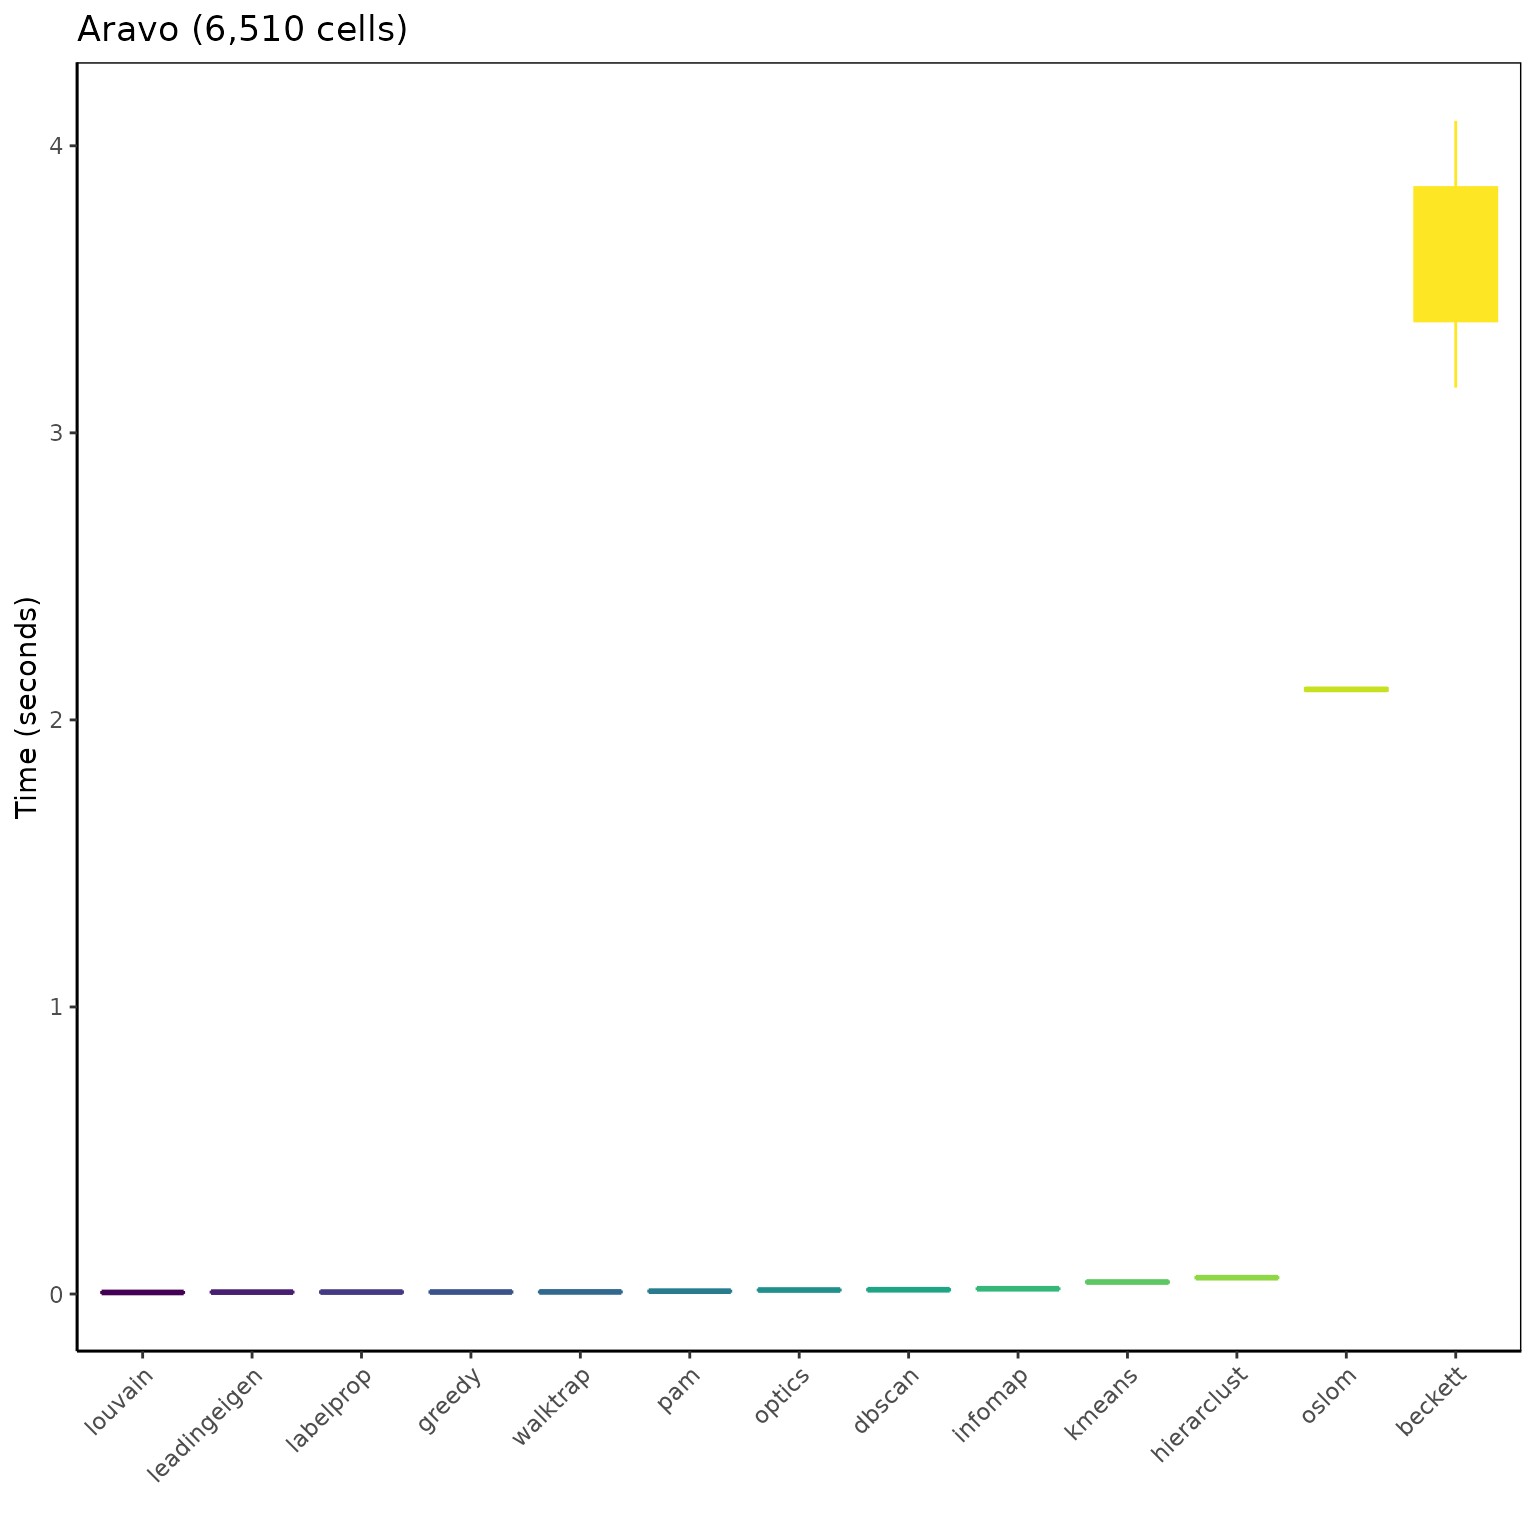 Aravo (6,510 cells)
Time (seconds)
4
3
2
1
0
louvain
leadingeigen
labelprop
greedy
walktrap
pam
optics
dbscan
infomap
kmeans
hierarclust
oslom
beckett